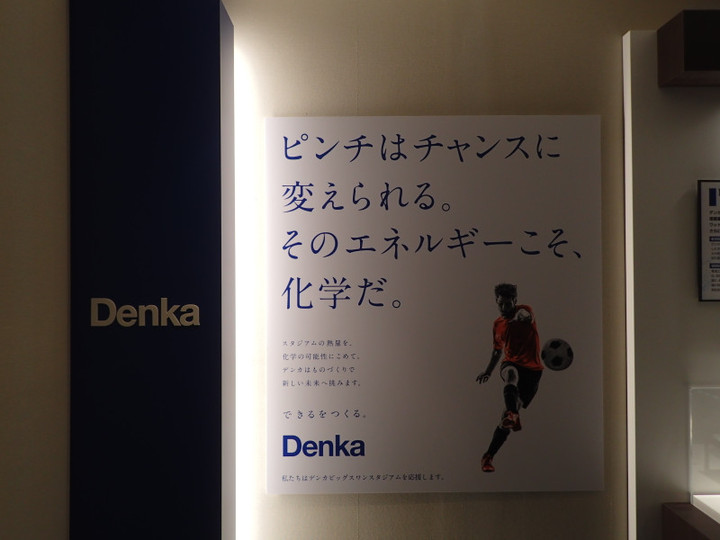 Denka
ピンチはチャンスに
変えられる。
そのエネルギーこそ、
化学だ。
スタジアムの熱量を、
化学の可能性にこめて。
デンカはものづくりで
新しい未来へ挑みます。
できるをつくる。
Denka
私たちはデンカビッグスワンスタジアムを応援します。